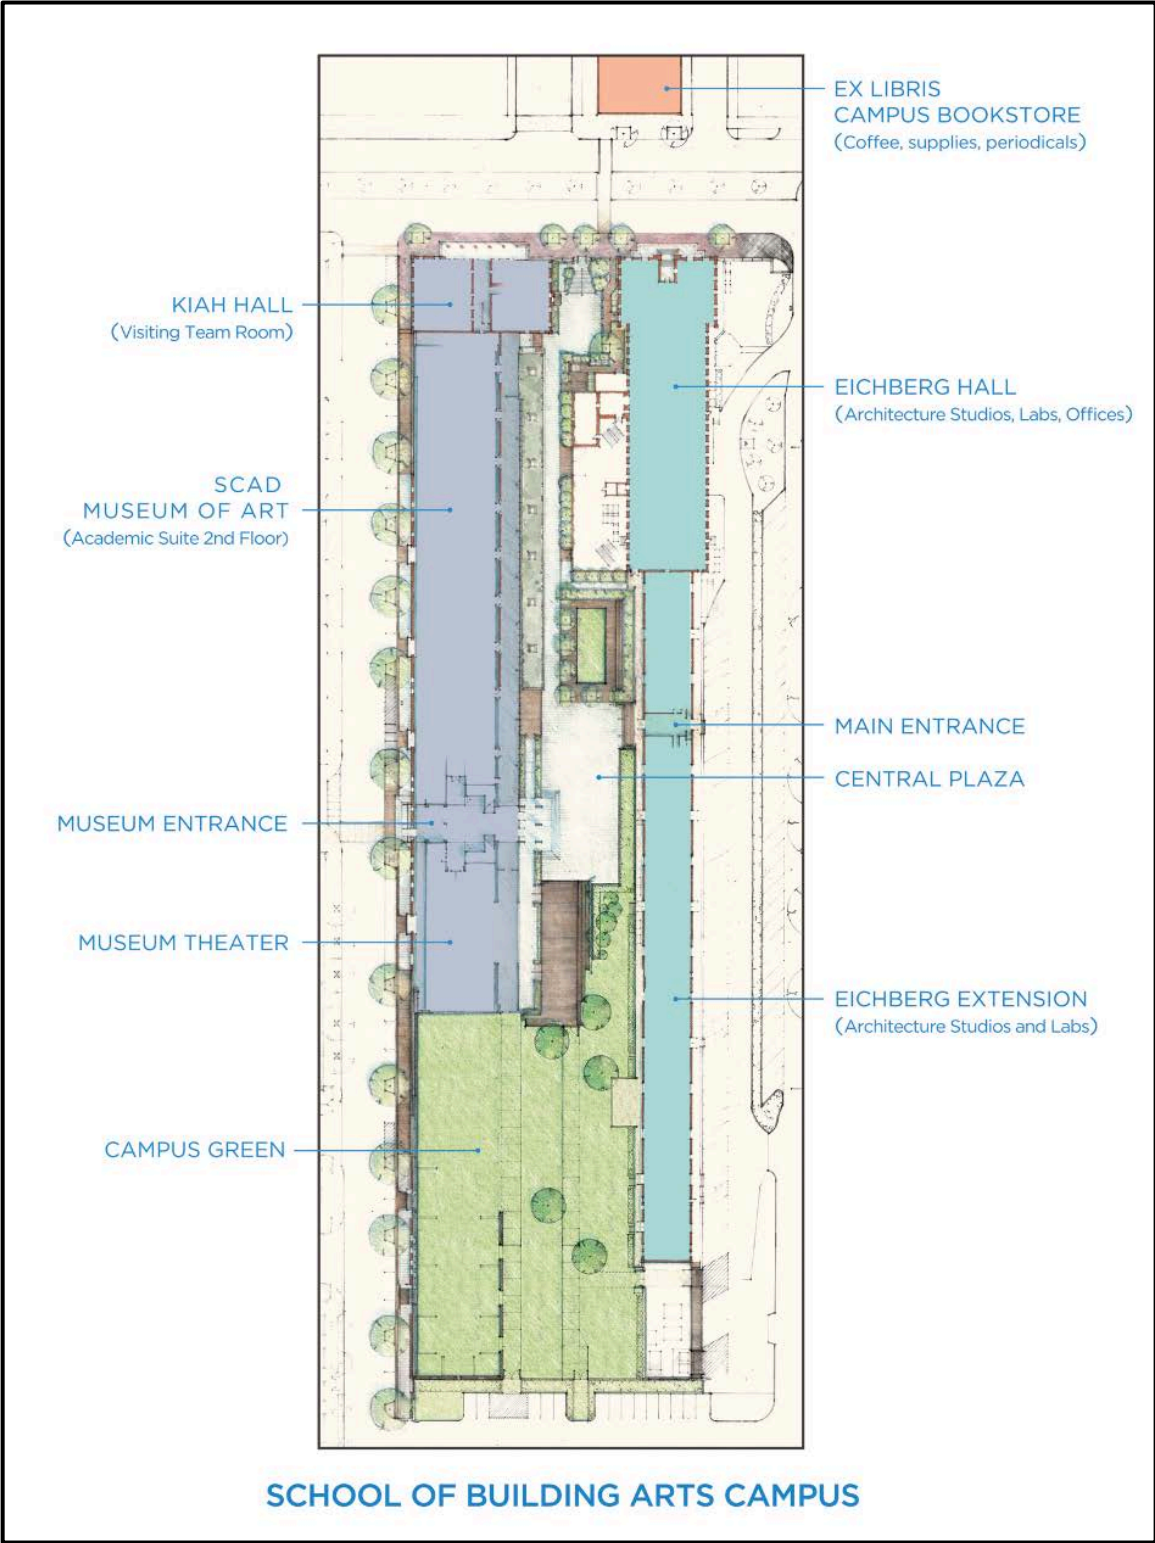 EX LIBRIS
CAMPUS BOOKSTORE
(Coffee, supplies, periodicals)
KIAH HALL
(Visiting Team Room)
EICHBERG HALL
(Architecture Studios, Labs, Offices)
SCAD
MUSEUM OF ART
(Academic Suite 2nd Floor)
MAIN ENTRANCE
CENTRAL PLAZA
MUSEUM ENTRANCE
MUSEUM THEATER
EICHBERG EXTENSION
(Architecture Studios and Labs)
CAMPUS GREEN
SCHOOL OF BUILDING ARTS CAMPUS